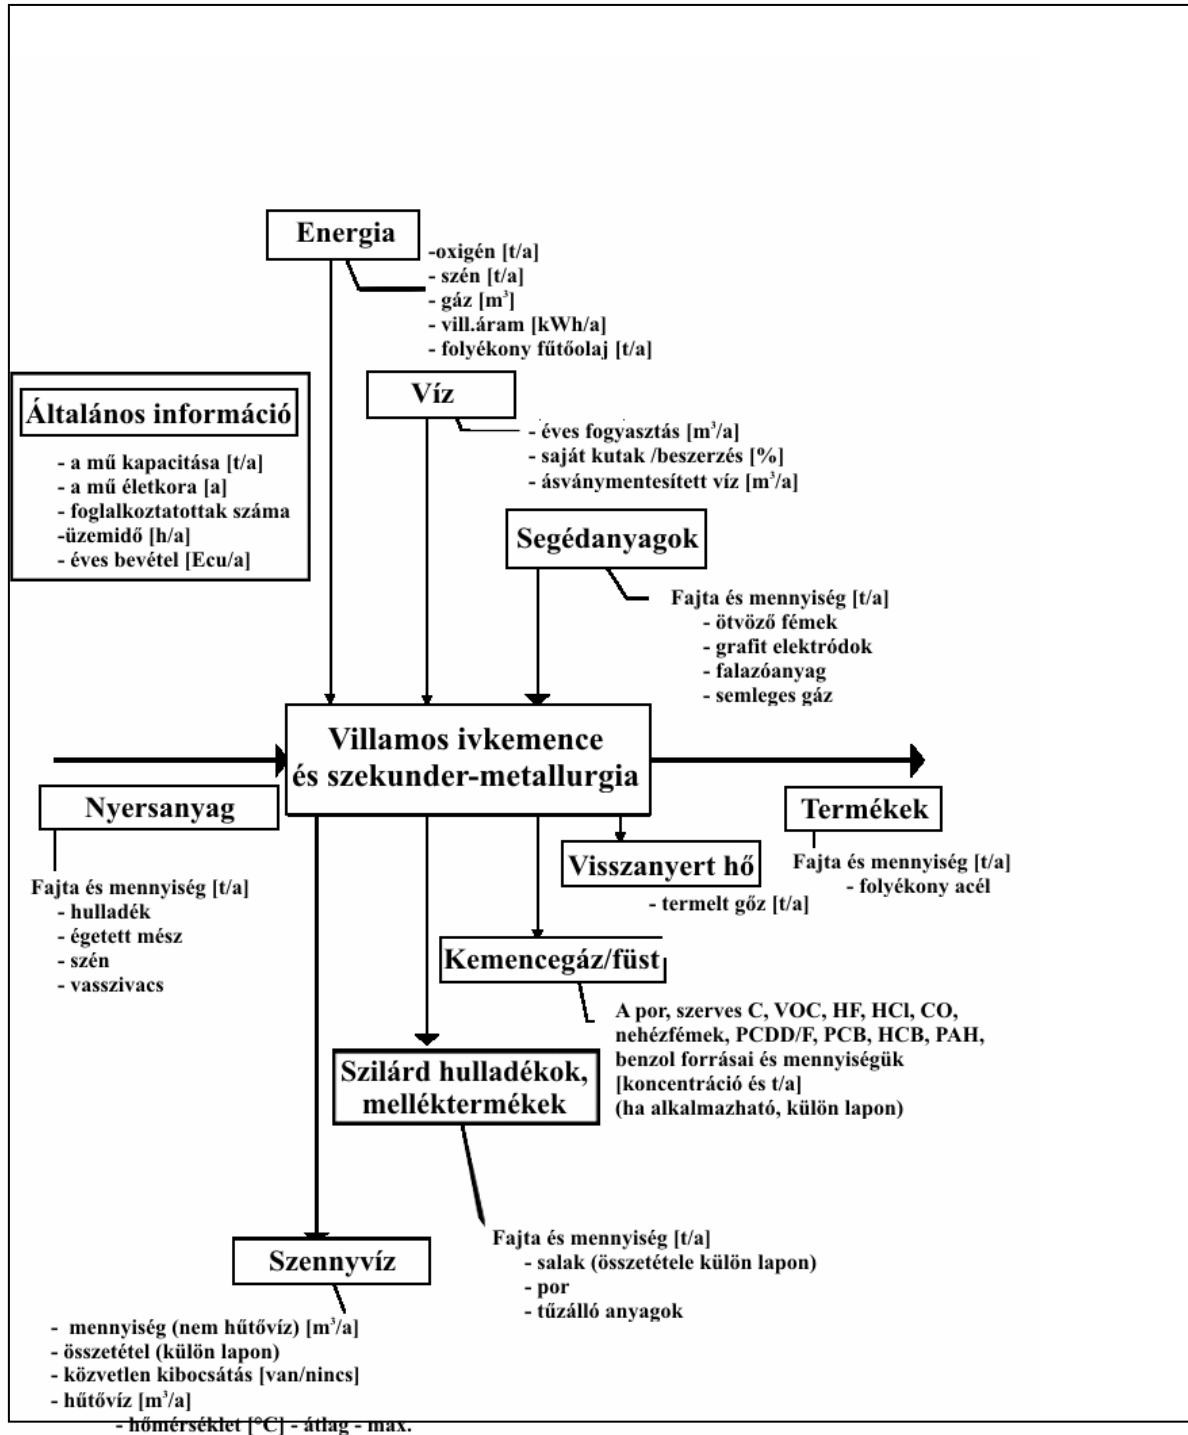 Energia
-oxigén [t/a]
- szén [t/a]
- gáz [m³]
- vill.áram [kWh/a]
- folyékony fűtőolaj [t/a]
Általános információ
- a mű kapacitása [t/a]
- a mű életkora [a]
- foglalkoztatottak száma
-üzemidő [h/a]
- éves bevétel [Ecu/a]
Víz
- éves fogyasztás [m³/a]
- saját kutak /beszerzés [%]
- ásványmentesített víz [m³/a]
Segédanyagok
Fajta és mennyiség [t/a]
- ötvöző fémek
- grafit elektródok
- falazóanyag
- semleges gáz
Villamos ivkemence
és szekunder-metallurgia
Nyersanyag
Fajta és mennyiség [t/a]
- hulladék
- égetett mész
- szén
- vasszivacs
Termékek
Fajta és mennyiség [t/a]
- folyékony acél
Visszanyert hő
- termelt gőz [t/a]
Kemencegáz/füst
A por, szerves C, VOC, HF, HCl, CO,
nehézfémek, PCDD/F, PCB, HCB, PAH,
benzol forrásai és mennyiségük
[koncentráció és t/a]
(ha alkalmazható, külön lapon)
Szilárd hulladékok,
melléktermékek
Fajta és mennyiség [t/a]
- salak (összetétele külön lapon)
- por
- tűzálló anyagok
Szennyvíz
- mennyiség (nem hűtővíz) [m³/a]
- összetétel (külön lapon)
- közvetlen kibocsátás [van/nincs]
- hűtővíz [m³/a]
- hőmérséklet [°C] - átlag - max.